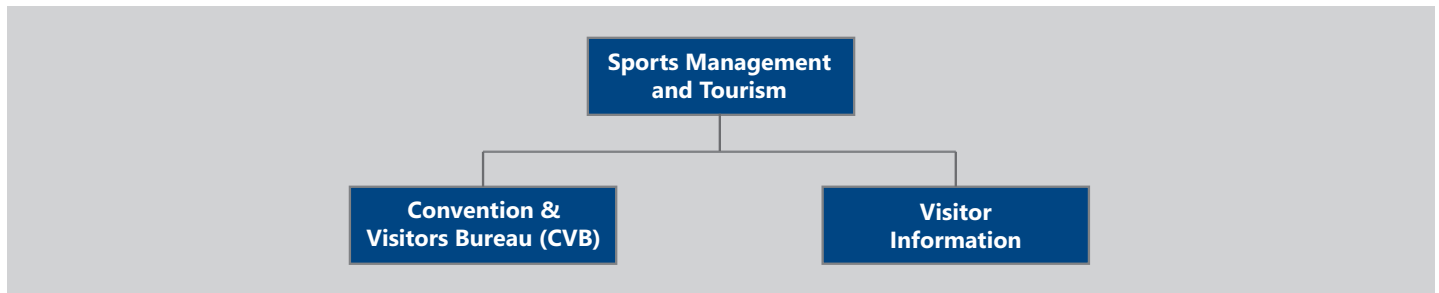 Sports Management
and Tourism
Convention &
Visitors Bureau (CVB)
Visitor
Information